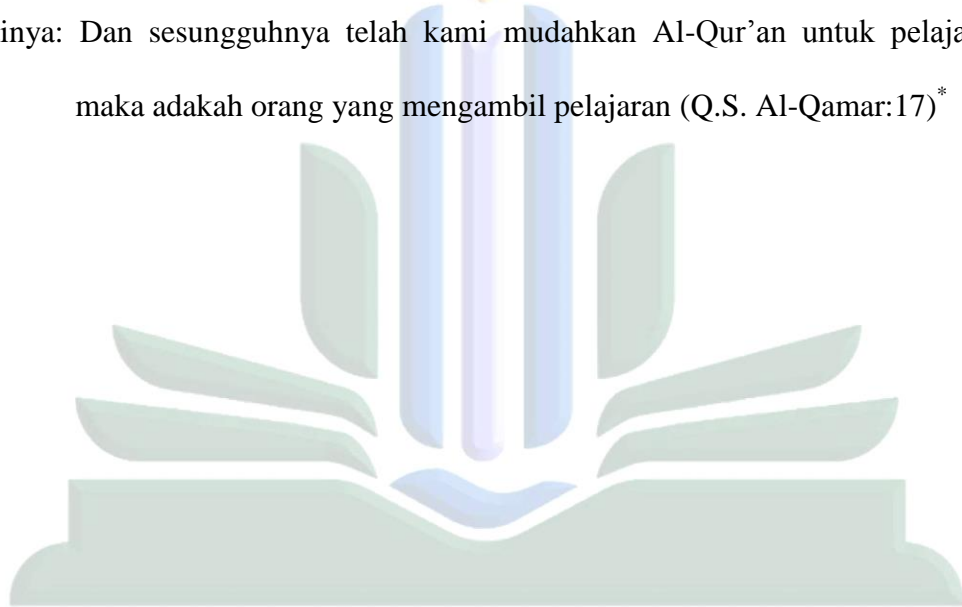 inya: Dan sesungguhnya telah kami mudahkan Al-Qur’an untuk pelaja
maka adakah orang yang mengambil pelajaran (Q.S. Al-Qamar:17)*